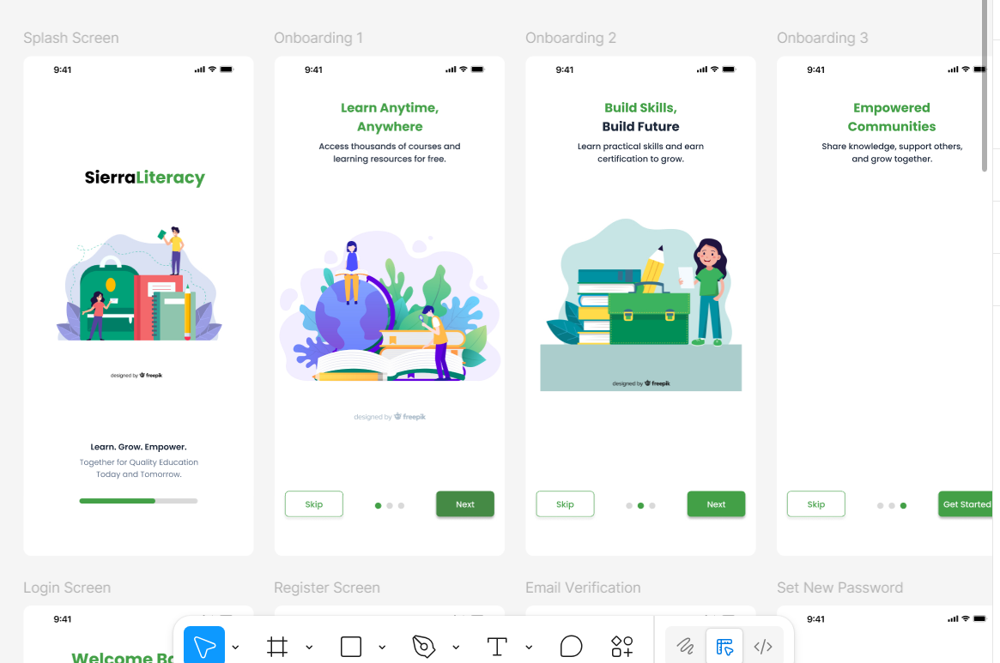 Splash Screen
Onboarding 1
Onboarding 2
Onboarding 3
9:41
9:41
9:41
9:41
SierraLiteracy
designed by freepik
Learn. Grow. Empower.
Together for Quality Education
Today and Tomorrow.
Learn Anytime,
Anywhere
Access thousands of courses and
learning resources for free.
designed by freepik
Skip
Next
Build Skills,
Build Future
Learn practical skills and earn
certification to grow.
designed by freepik
Skip
Next
Empowered
Communities
Share knowledge, support others,
and grow together.
Skip
Get Started
Login Screen
Register Screen
Email Verification
Set New Password
9:41
9:41
Welcome